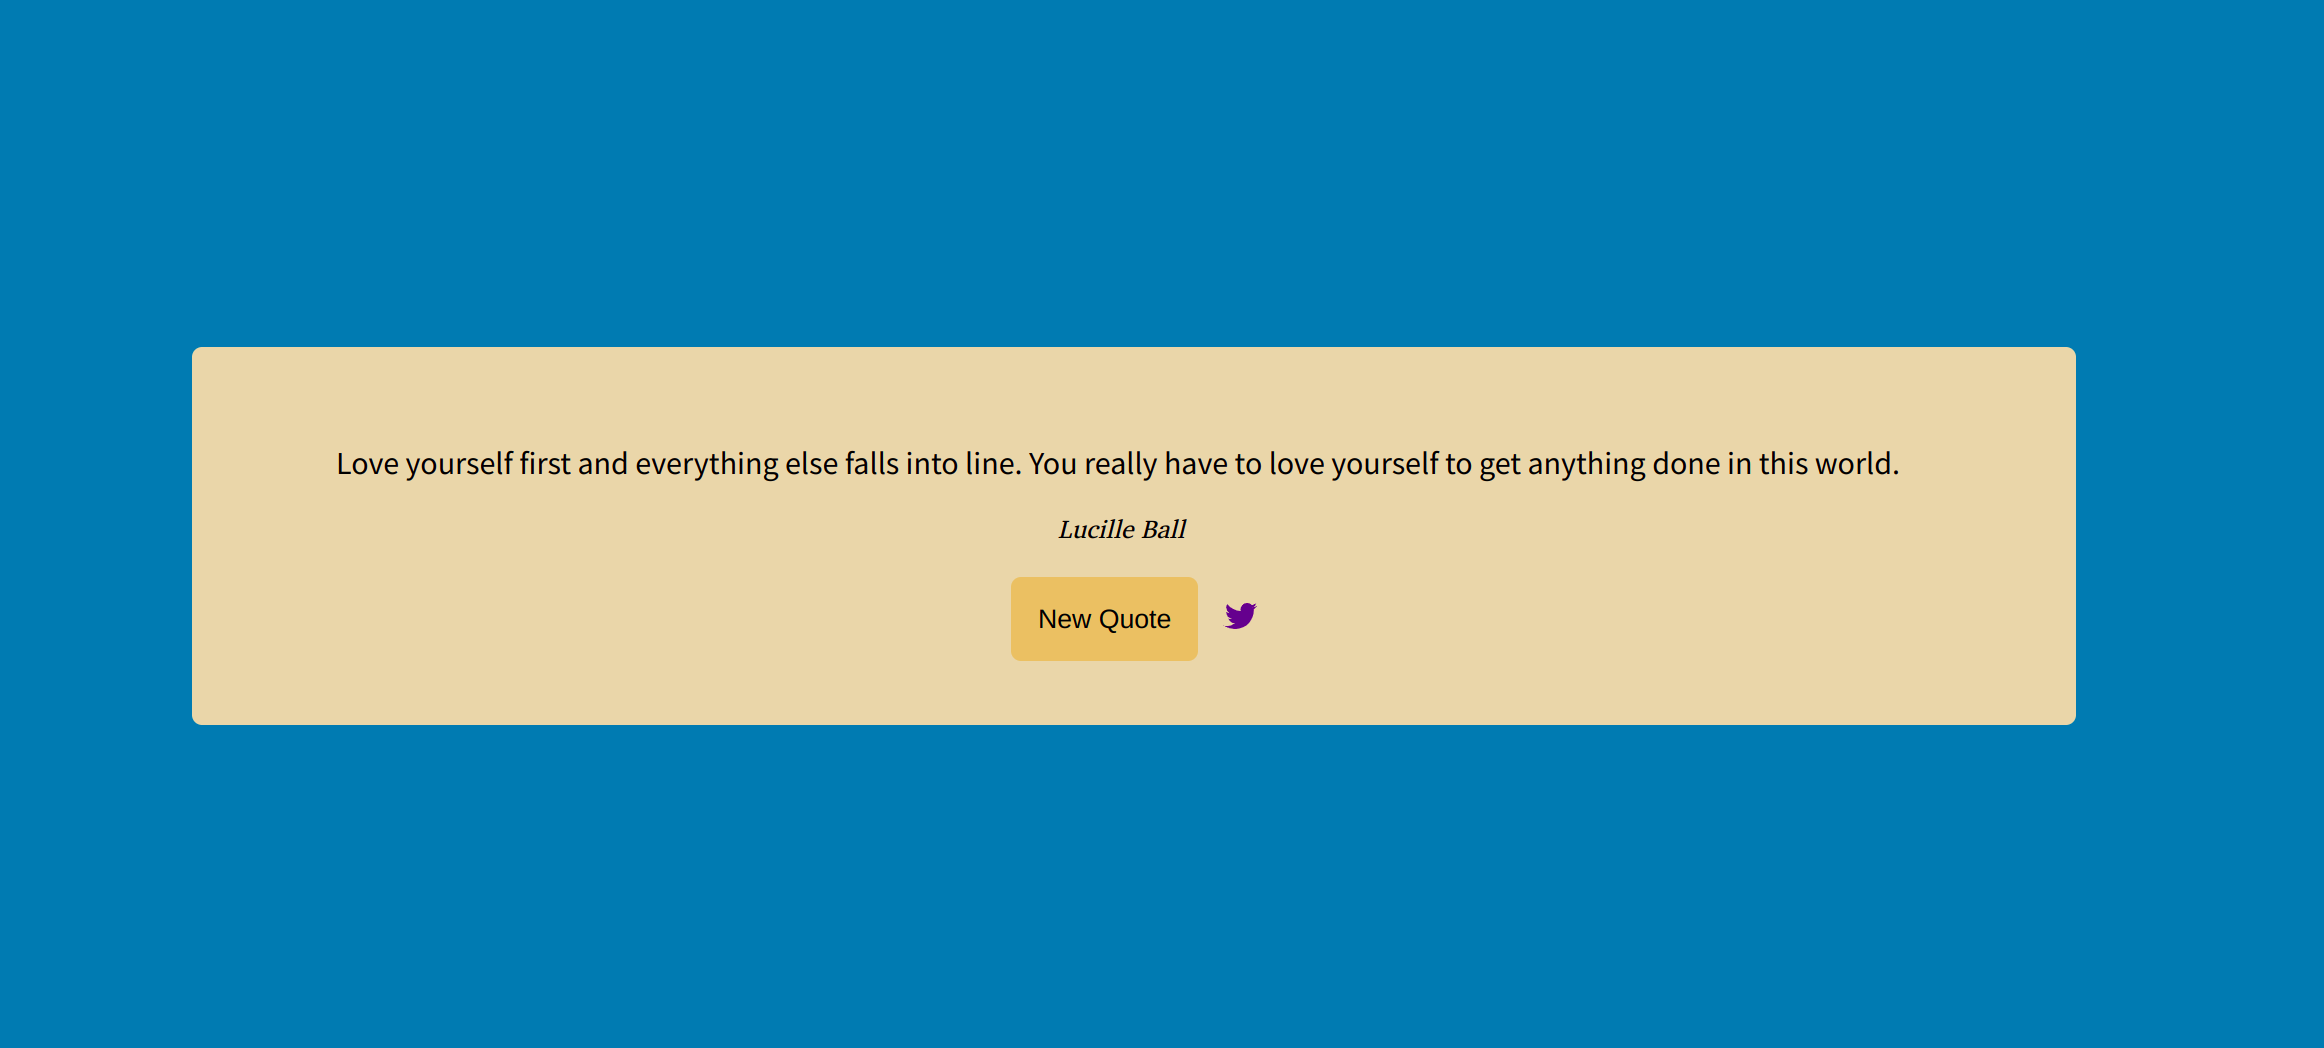 Love yourself first and everything else falls into line. You really have to love yourself to get anything done in this world.
Lucille Ball
New Quote